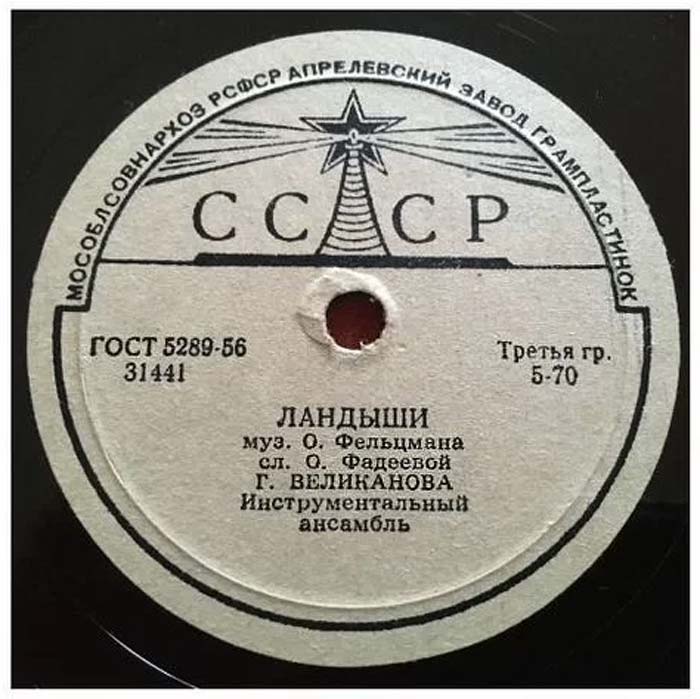 МОСОБЛСОВНАРХОЗ РСФСР АПРЕЛЕВСКИЙ ЗАВОД ГРАМПЛАСТИНОК
СССР
ГОСТ 5289-56
31441
Третья гр.
5-70
ЛАНДЫШИ
муз. О. Фельцмана
сл. О. Фадеевой
Г. ВЕЛИКАНОВА
Инструментальный
ансамбль